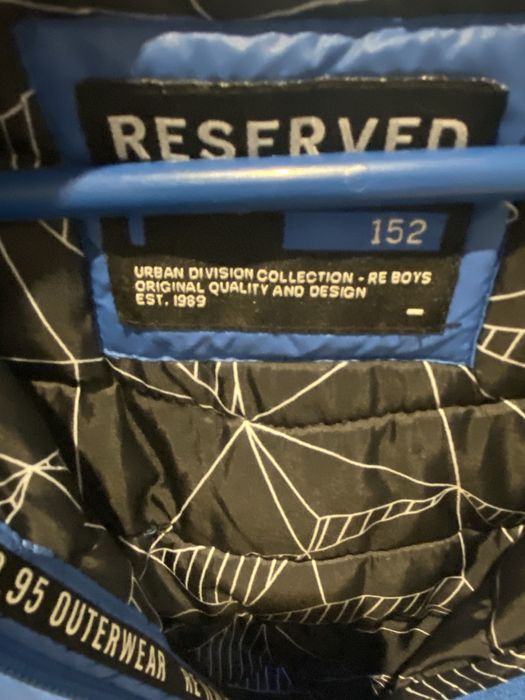 RESERVED
152
URBAN DIVISION COLLECTION - RE BOYS
ORIGINAL QUALITY AND DESIGN
EST. 1989
.95 OUTERWEAR